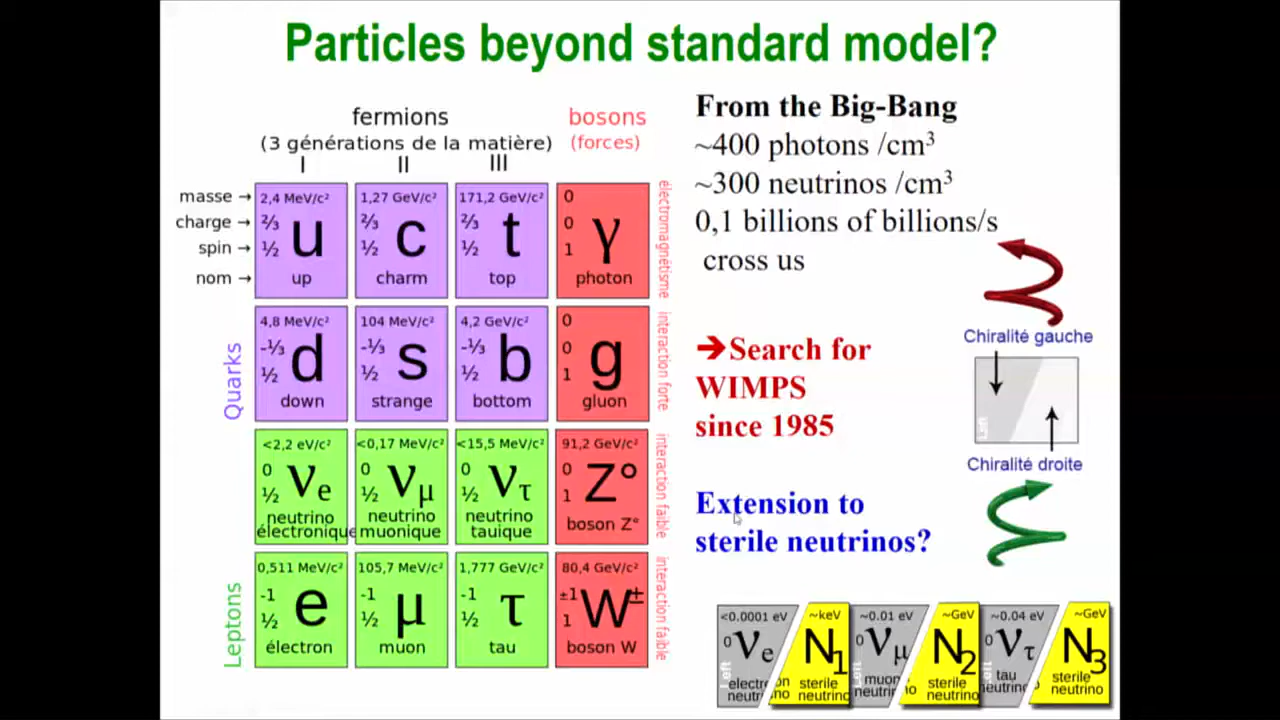 Particles beyond standard model?
fermions
(3 générations de la matière)
I II III
bosons
(forces)
masse →
charge →
spin →
nom →
2,4 MeV/c²
⅔
½
u
up
1,27 GeV/c²
⅔
½
c
charm
171,2 GeV/c²
⅔
½
t
top
0
0
1
γ
photon
électromagnétisme
Quarks
4,8 MeV/c²
-⅓
½
d
down
104 MeV/c²
-⅓
½
s
strange
4,2 GeV/c²
-⅓
½
b
bottom
0
0
1
g
gluon
interaction forte
<2,2 eV/c²
0
½
νe
neutrino
électronique
<0,17 MeV/c²
0
½
νμ
neutrino
muonique
<15,5 MeV/c²
0
½
ντ
neutrino
tauique
91,2 GeV/c²
0
1
Z°
boson Z°
interaction faible
Leptons
0,511 MeV/c²
-1
½
e
électron
105,7 MeV/c²
-1
½
μ
muon
1,777 GeV/c²
-1
½
τ
tau
80,4 GeV/c²
±1
1
W±
boson W
interaction faible
From the Big-Bang
~400 photons /cm³
~300 neutrinos /cm³
0,1 billions of billions/s
cross us
➔Search for
WIMPS
since 1985
Extension to
sterile neutrinos?
Chiralité gauche
Left
Chiralité droite
<0.0001 eV
0
νe
Left
electron
neutrino
~keV
N1
sterile
neutrino
~0.01 eV
0
νμ
Left
muon
neutrino
~GeV
N2
sterile
neutrino
~0.04 eV
0
ντ
Left
tau
neutrino
~GeV
N3
sterile
neutrino